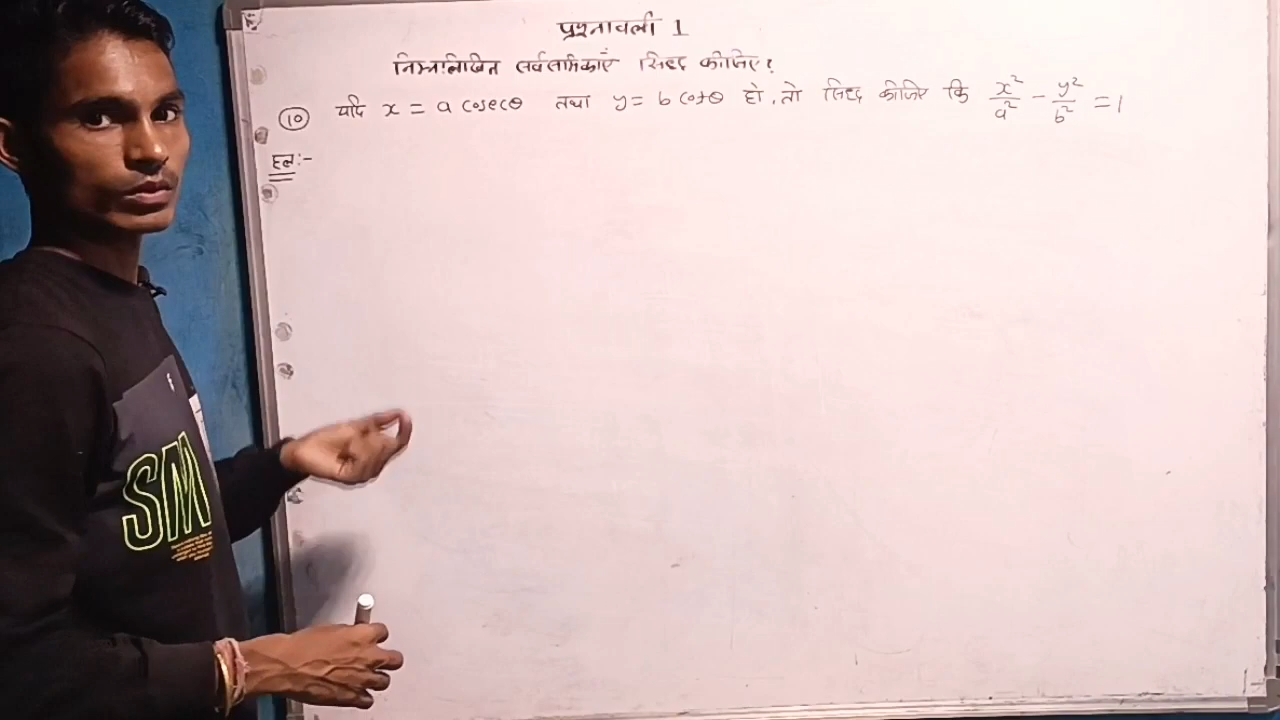 प्रश्नावली 1
निम्नलिखित सर्वसमिकाएँ सिद्ध कीजिए?
10 यदि x = a cosecθ तथा y = b cotθ हो, तो सिद्ध कीजिए कि x²/a² - y²/b² = 1
हल:-
SM